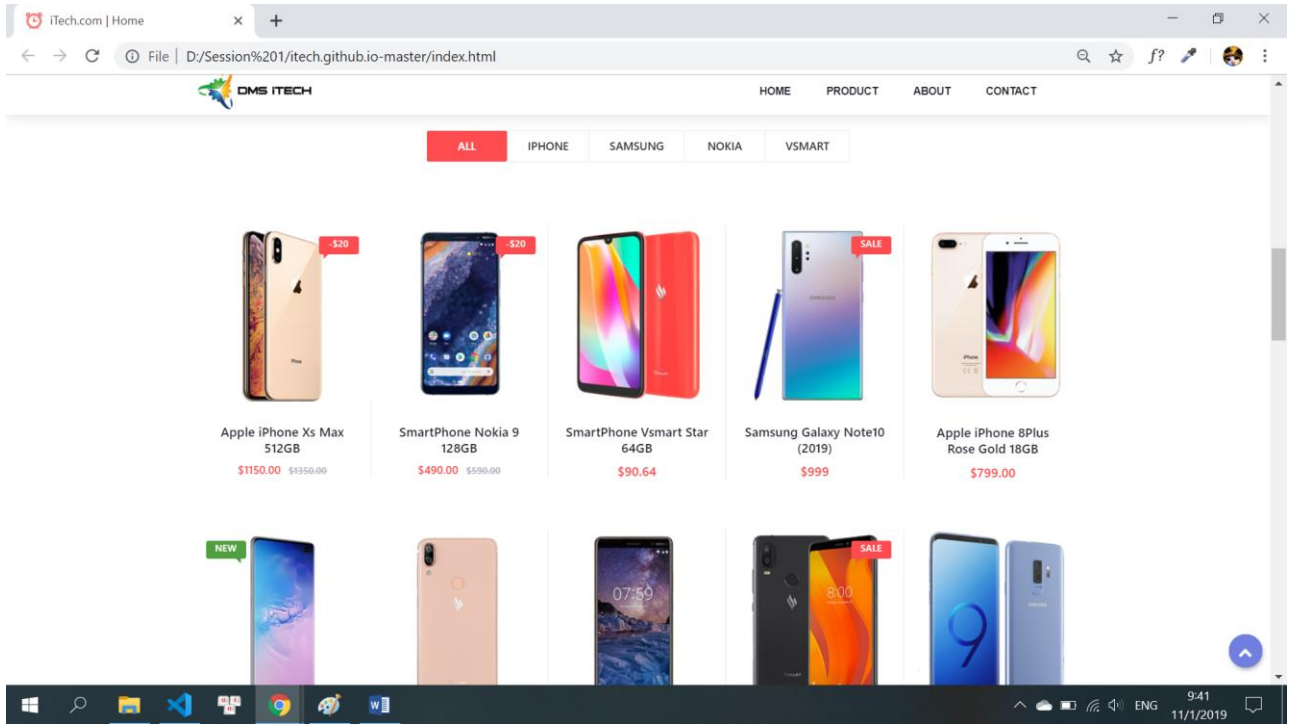 iTech.com | Home
File | D:/Session%201/itech.github.io-master/index.html
f?
DMS ITECH
HOME PRODUCT ABOUT CONTACT
ALL IPHONE SAMSUNG NOKIA VSMART
-$20 -$20 SALE
Apple iPhone Xs Max
512GB
$1150.00 $1350.00
SmartPhone Nokia 9
128GB
$490.00 $590.00
SmartPhone Vsmart Star
64GB
$90.64
Samsung Galaxy Note10
(2019)
$999
Apple iPhone 8Plus
Rose Gold 18GB
$799.00
NEW SALE
07:59
8:00
9
ENG
9:41
11/1/2019